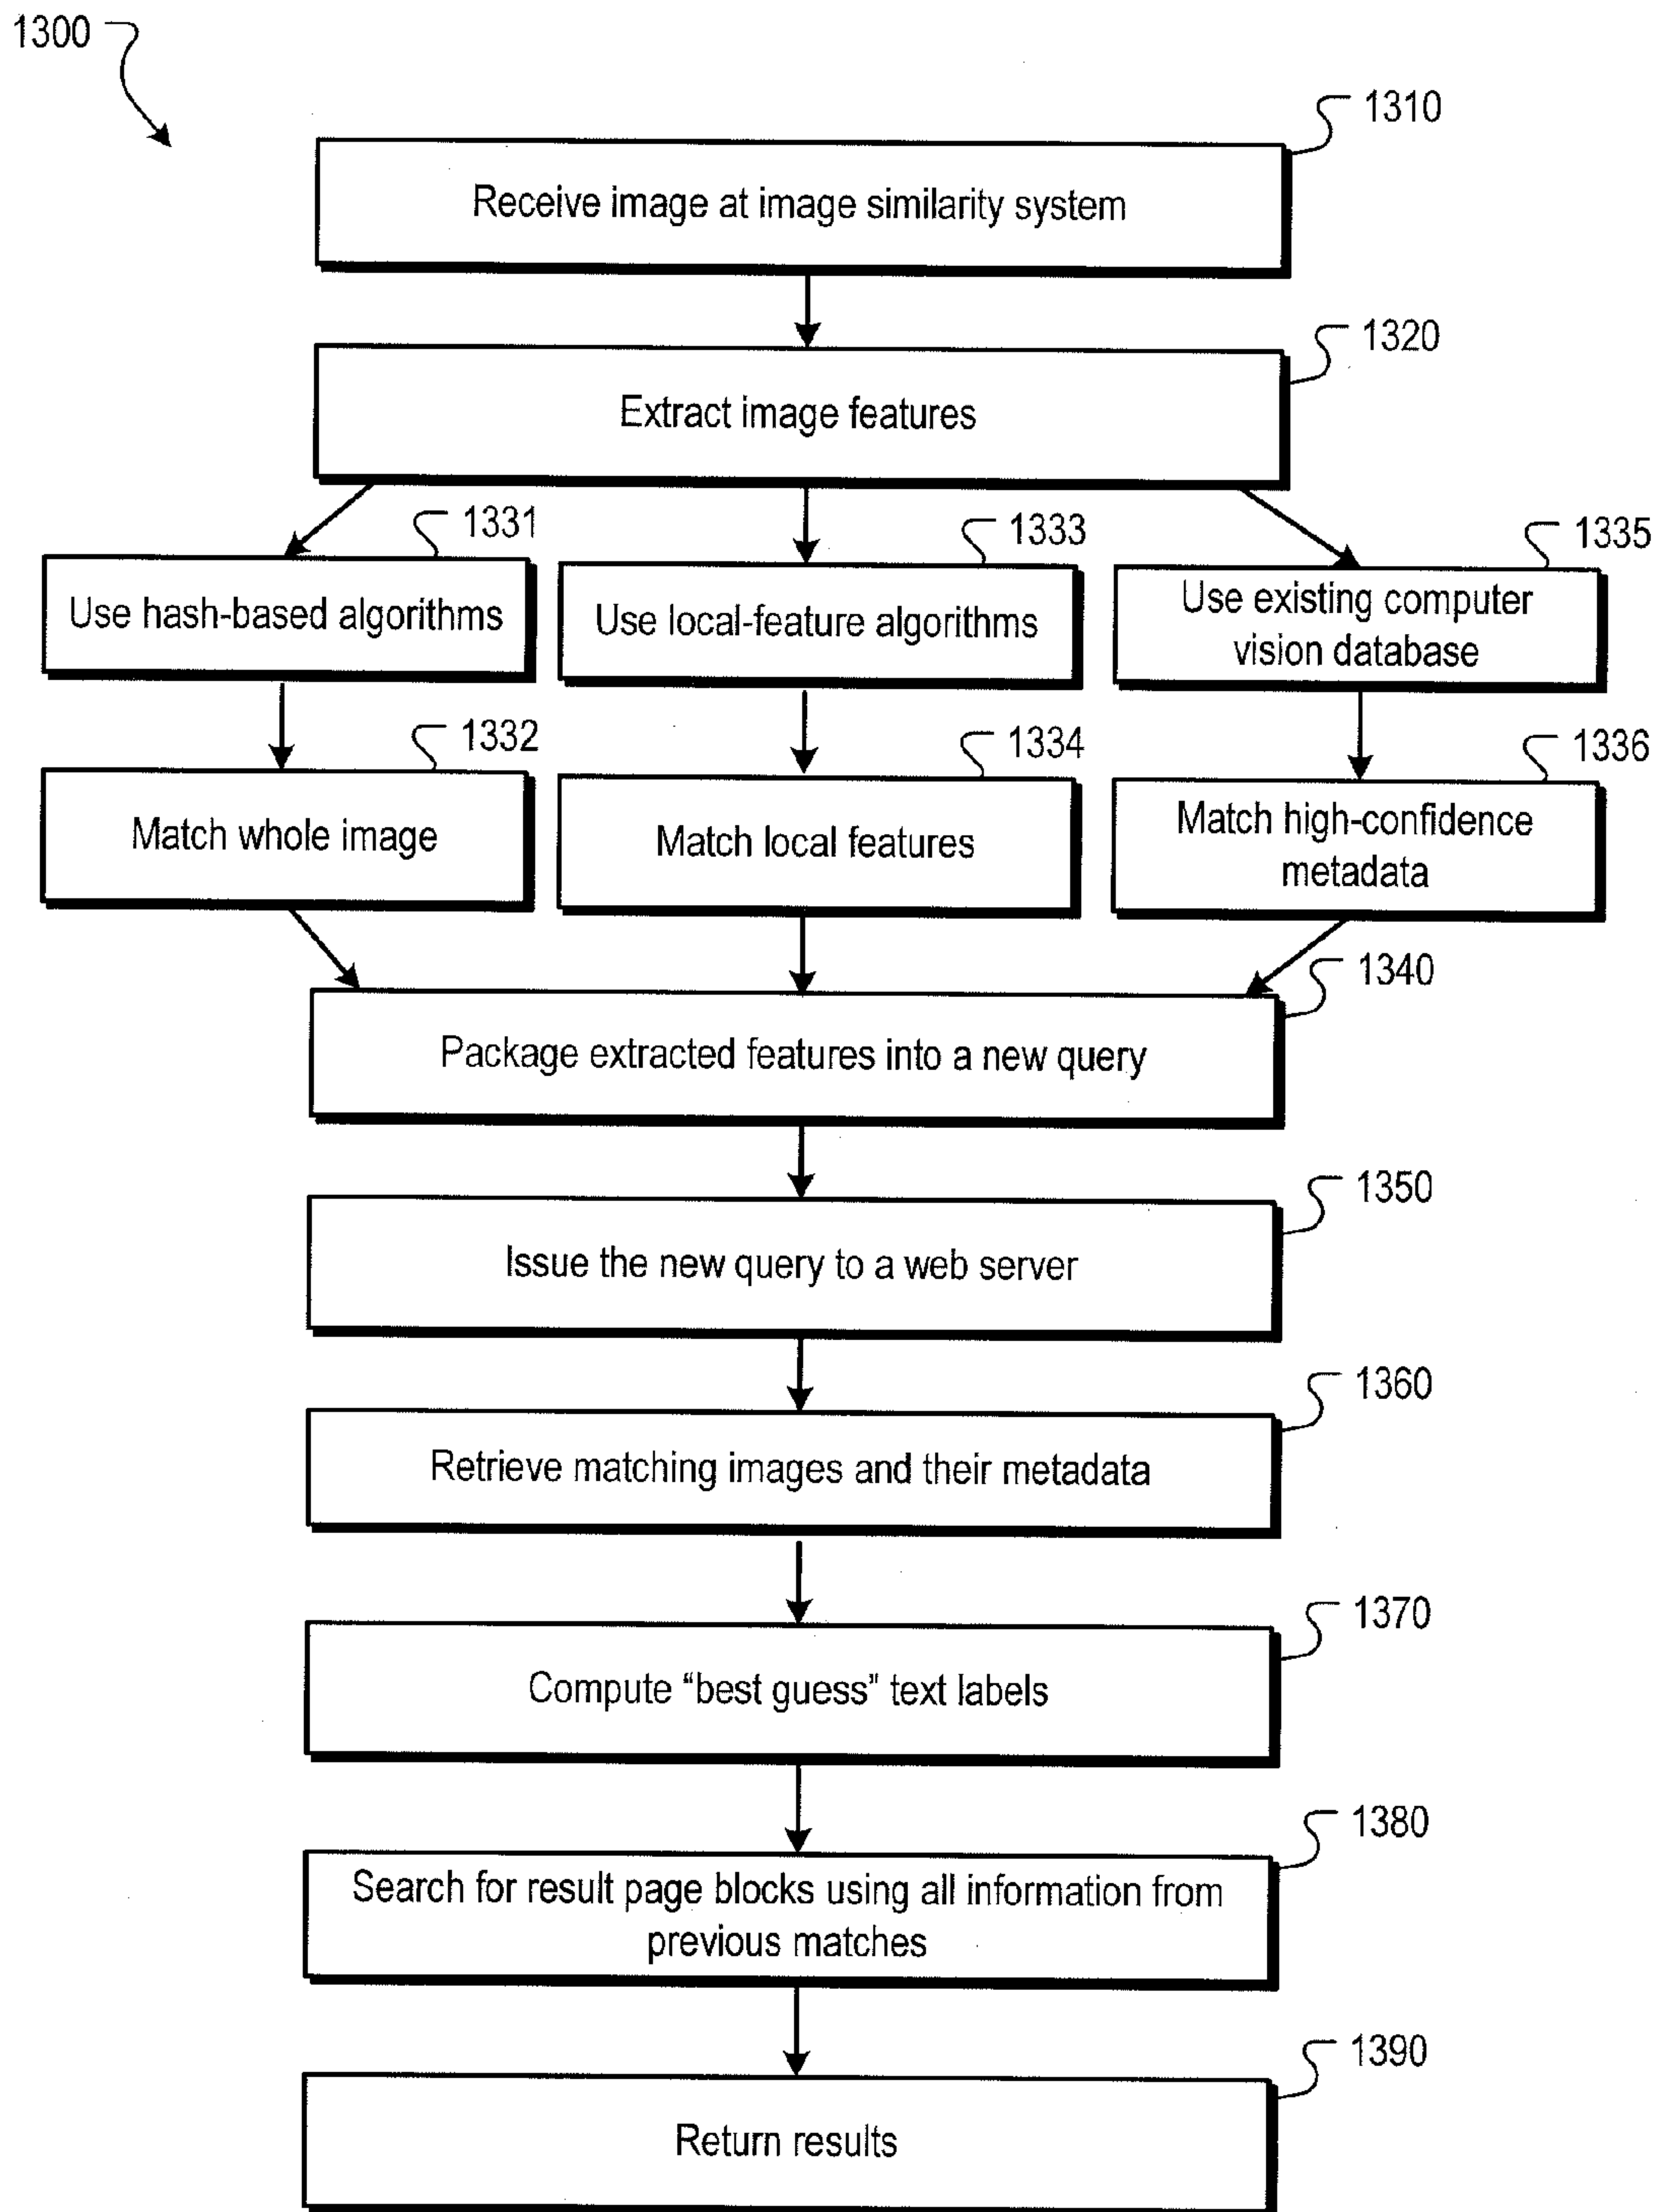 1300
1310
Receive image at image similarity system
1320
Extract image features
1331
1333
1335
Use hash-based algorithms
Use local-feature algorithms
Use existing computer
vision database
1332
1334
1336
Match whole image
Match local features
Match high-confidence
metadata
1340
Package extracted features into a new query
1350
Issue the new query to a web server
1360
Retrieve matching images and their metadata
1370
Compute “best guess” text labels
1380
Search for result page blocks using all information from
previous matches
1390
Return results